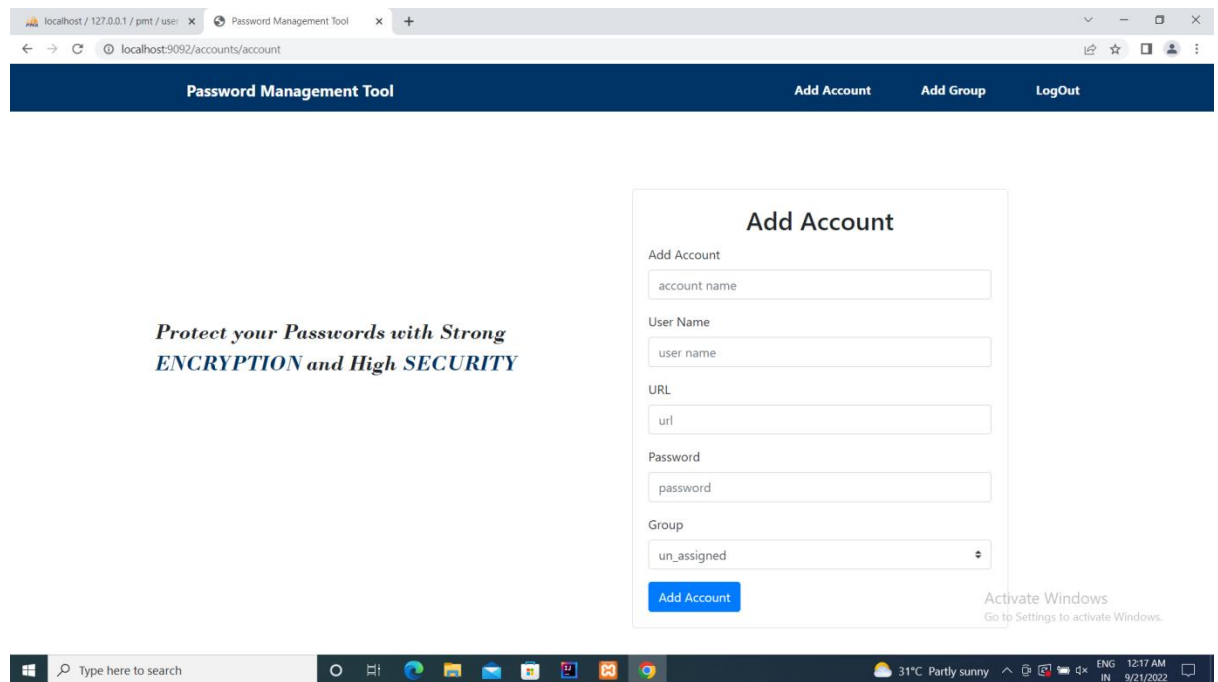 localhost / 127.0.0.1 / pmt / user
Password Management Tool
localhost:9092/accounts/account
Password Management Tool
Add Account
Add Group
LogOut
Protect your Passwords with Strong
ENCRYPTION and High SECURITY
Add Account
Add Account
account name
User Name
user name
URL
url
Password
password
Group
un_assigned
Add Account
Activate Windows
Go to Settings to activate Windows.
Type here to search
31°C Partly sunny
ENG
IN
12:17 AM
9/21/2022